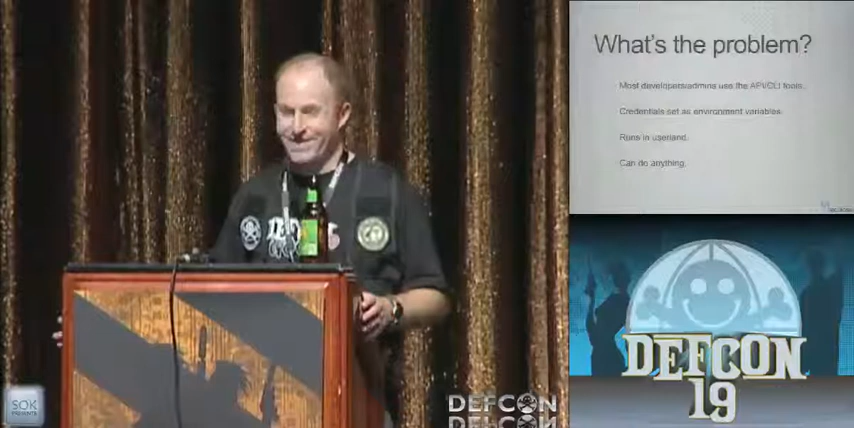 What's the problem?
Most developers/admins use the API/CLI tools.
Credentials set as environment variables.
Runs in userland.
Can do anything.
DEFCON
19
SOK
DEFCON